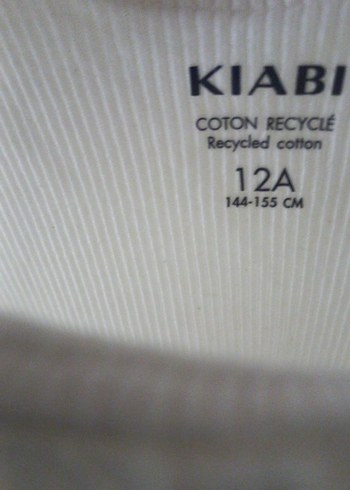 KIABI
COTON RECYCLÉ
Recycled cotton
12A
144-155 CM